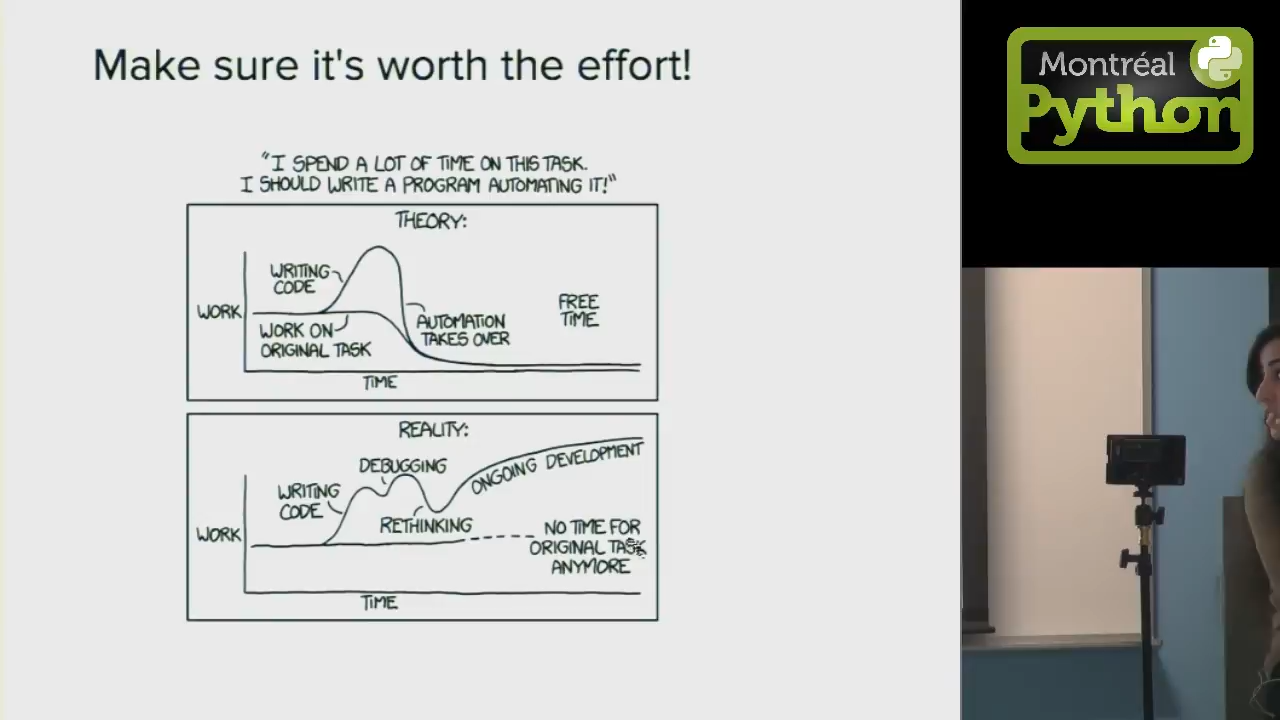 Make sure it's worth the effort!
"I SPEND A LOT OF TIME ON THIS TASK.
I SHOULD WRITE A PROGRAM AUTOMATING IT!"
THEORY:
WRITING
CODE
WORK
WORK ON
ORIGINAL TASK
AUTOMATION
TAKES OVER
FREE
TIME
TIME
REALITY:
DEBUGGING
WRITING
CODE
ONGOING DEVELOPMENT
RETHINKING
WORK
NO TIME FOR
ORIGINAL TASK
ANYMORE
TIME
Montréal
Python